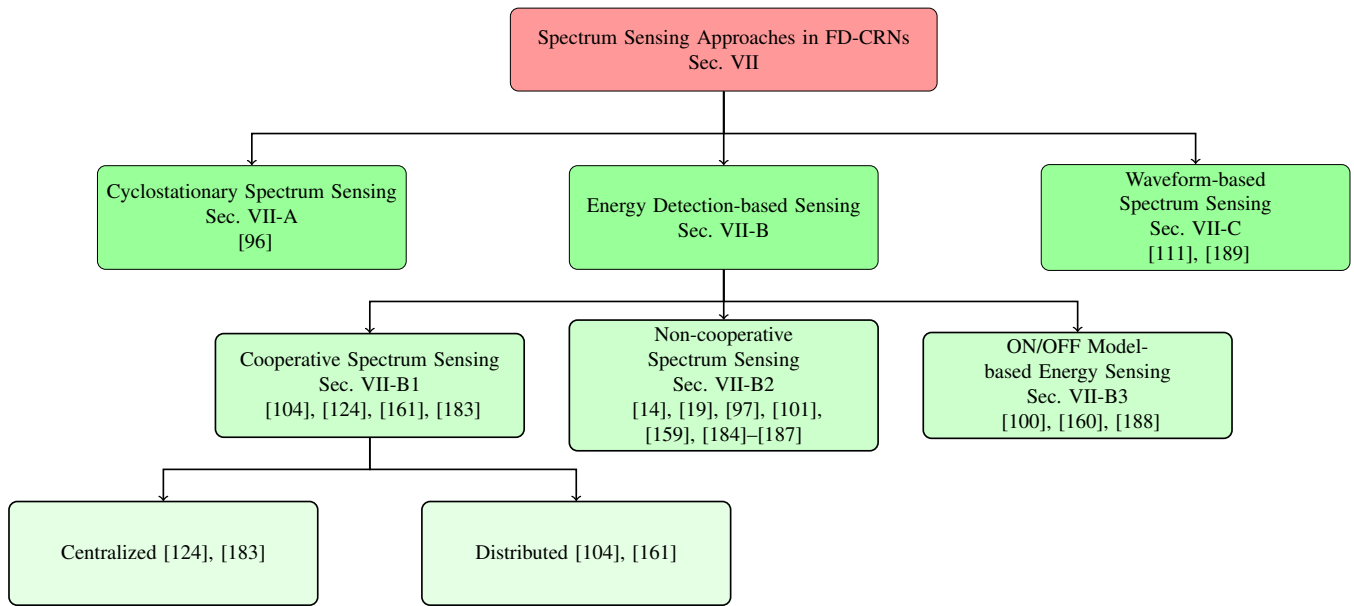 Spectrum Sensing Approaches in FD-CRNs
Sec. VII
Cyclostationary Spectrum Sensing
Sec. VII-A
[96]
Energy Detection-based Sensing
Sec. VII-B
Waveform-based
Spectrum Sensing
Sec. VII-C
[111], [189]
Cooperative Spectrum Sensing
Sec. VII-B1
[104], [124], [161], [183]
Non-cooperative
Spectrum Sensing
Sec. VII-B2
[14], [19], [97], [101],
[159], [184]–[187]
ON/OFF Model-
based Energy Sensing
Sec. VII-B3
[100], [160], [188]
Centralized [124], [183]
Distributed [104], [161]